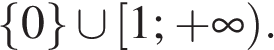 {0} ∪ [1; +∞).